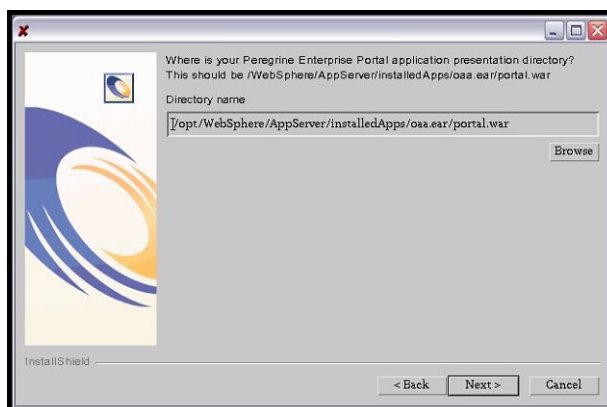 Where is your Peregrine Enterprise Portal application presentation directory?
This should be /WebSphere/AppServer/installedApps/oaa.ear/portal.war
Directory name
/opt/WebSphere/AppServer/installedApps/oaa.ear/portal.war
Browse
InstallShield
< Back
Next >
Cancel